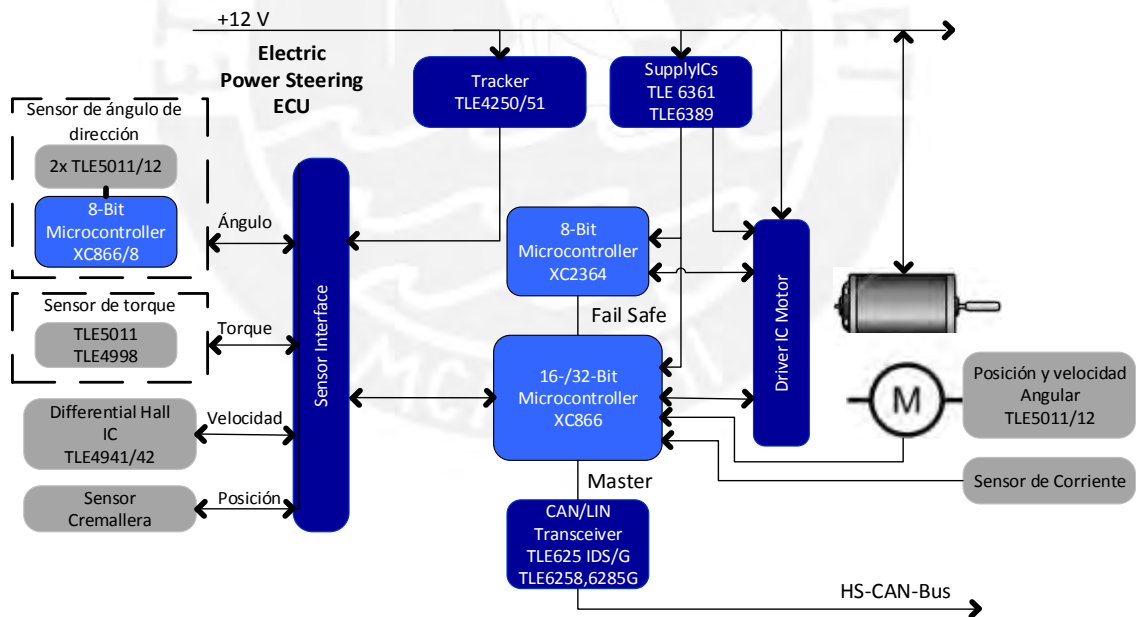 +12 V
Electric
Power Steering
ECU
Tracker
TLE4250/51
SupplyICs
TLE 6361
TLE6389
Sensor de ángulo de
dirección
2x TLE5011/12
8-Bit
Microcontroller
XC866/8
Ángulo
Sensor de torque
TLE5011
TLE4998
Torque
Differential Hall
IC
TLE4941/42
Velocidad
Sensor
Cremallera
Posición
Sensor Interface
8-Bit
Microcontroller
XC2364
Fail Safe
16-/32-Bit
Microcontroller
XC866
Master
CAN/LIN
Transceiver
TLE625 IDS/G
TLE6258,6285G
HS-CAN-Bus
Driver IC Motor
M
Posición y velocidad
Angular
TLE5011/12
Sensor de Corriente